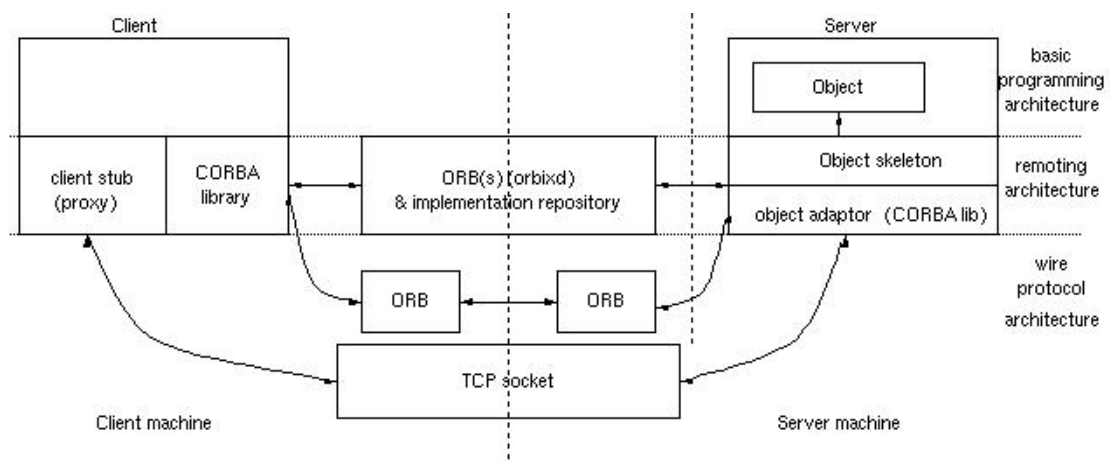 Client
Server
basic
programming
architecture
Object
client stub
(proxy)
CORBA
library
ORB(s) (orbixd)
& implementation repository
Object skeleton
object adaptor (CORBA lib)
remoting
architecture
ORB
ORB
wire
protocol
architecture
TCP socket
Client machine
Server machine